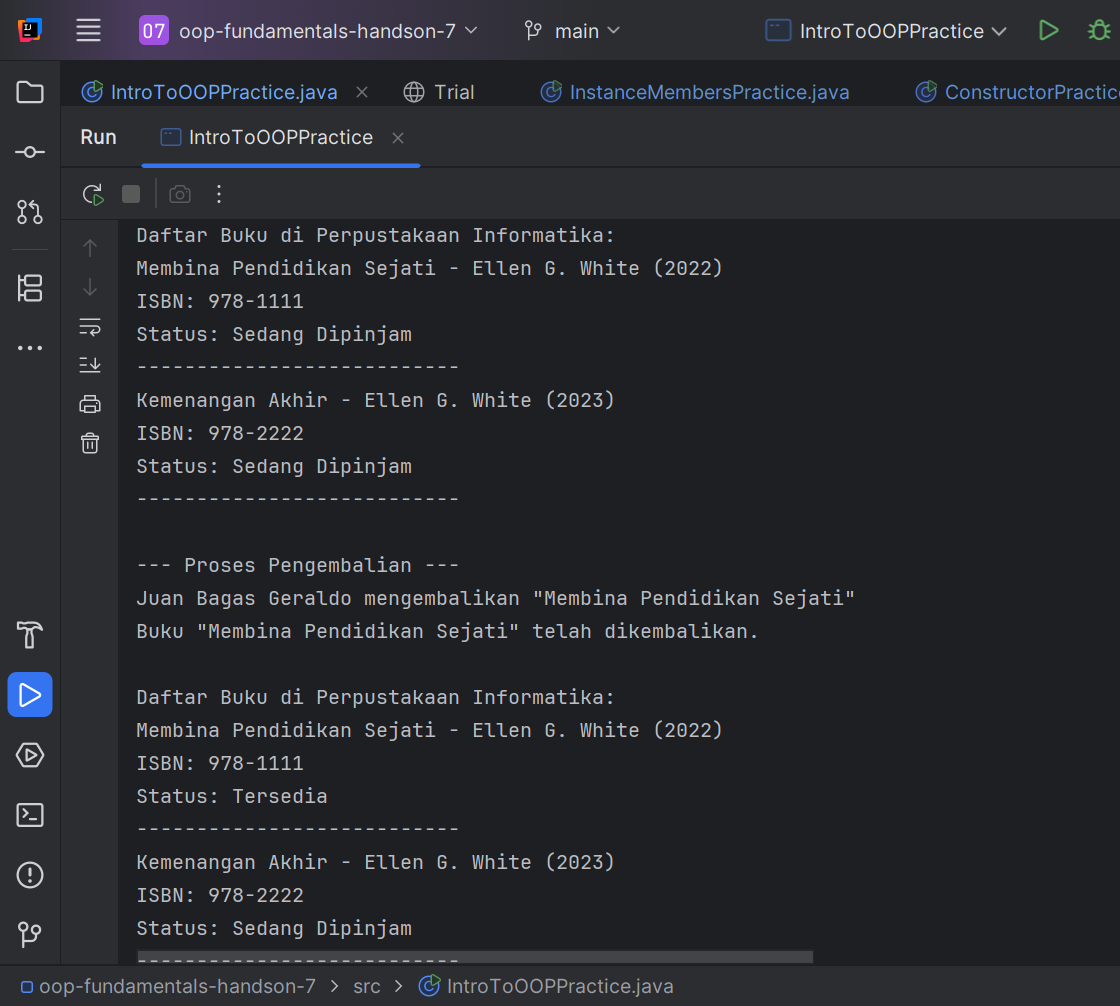 07 oop-fundamentals-handson-7 main IntroToOOPPractice
IntroToOOPPractice.java Trial InstanceMembersPractice.java ConstructorPractic
Run IntroToOOPPractice
Daftar Buku di Perpustakaan Informatika:
Membina Pendidikan Sejati - Ellen G. White (2022)
ISBN: 978-1111
Status: Sedang Dipinjam
---------------------------
Kemenangan Akhir - Ellen G. White (2023)
ISBN: 978-2222
Status: Sedang Dipinjam
---------------------------
--- Proses Pengembalian ---
Juan Bagas Geraldo mengembalikan "Membina Pendidikan Sejati"
Buku "Membina Pendidikan Sejati" telah dikembalikan.
Daftar Buku di Perpustakaan Informatika:
Membina Pendidikan Sejati - Ellen G. White (2022)
ISBN: 978-1111
Status: Tersedia
---------------------------
Kemenangan Akhir - Ellen G. White (2023)
ISBN: 978-2222
Status: Sedang Dipinjam
---------------------------
oop-fundamentals-handson-7 > src > IntroToOOPPractice.java